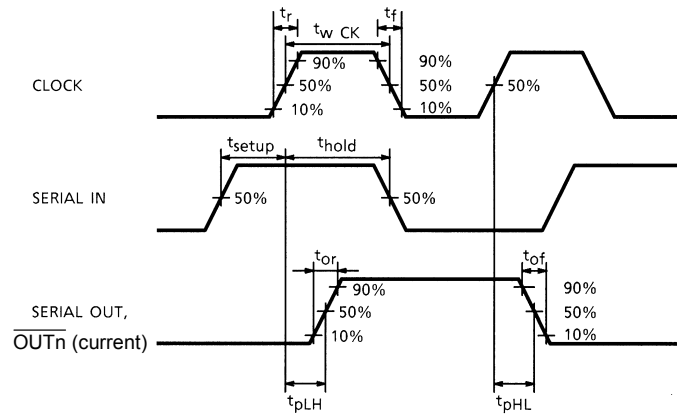 tr
tw CK
tf
CLOCK
90%
50%
10%
90%
50%
10%
50%
tsetup
thold
SERIAL IN
50%
50%
tor
tof
SERIAL OUT,
OUTn (current)
90%
50%
10%
90%
50%
10%
tpLH
tpHL